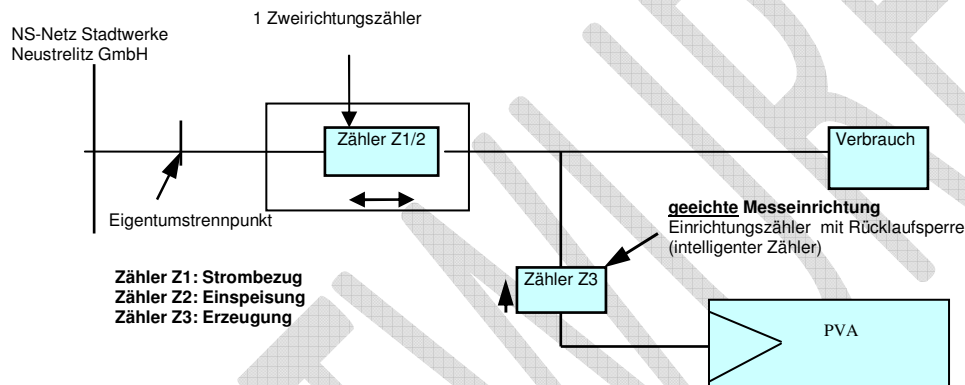 1 Zweirichtungszähler
NS-Netz Stadtwerke
Neustrelitz GmbH
Zähler Z1/2
Verbrauch
Eigentumstrennpunkt
geeichte Messeinrichtung
Einrichtungszähler mit Rücklaufsperre
(intelligenter Zähler)
Zähler Z1: Strombezug
Zähler Z2: Einspeisung
Zähler Z3: Erzeugung
Zähler Z3
PVA